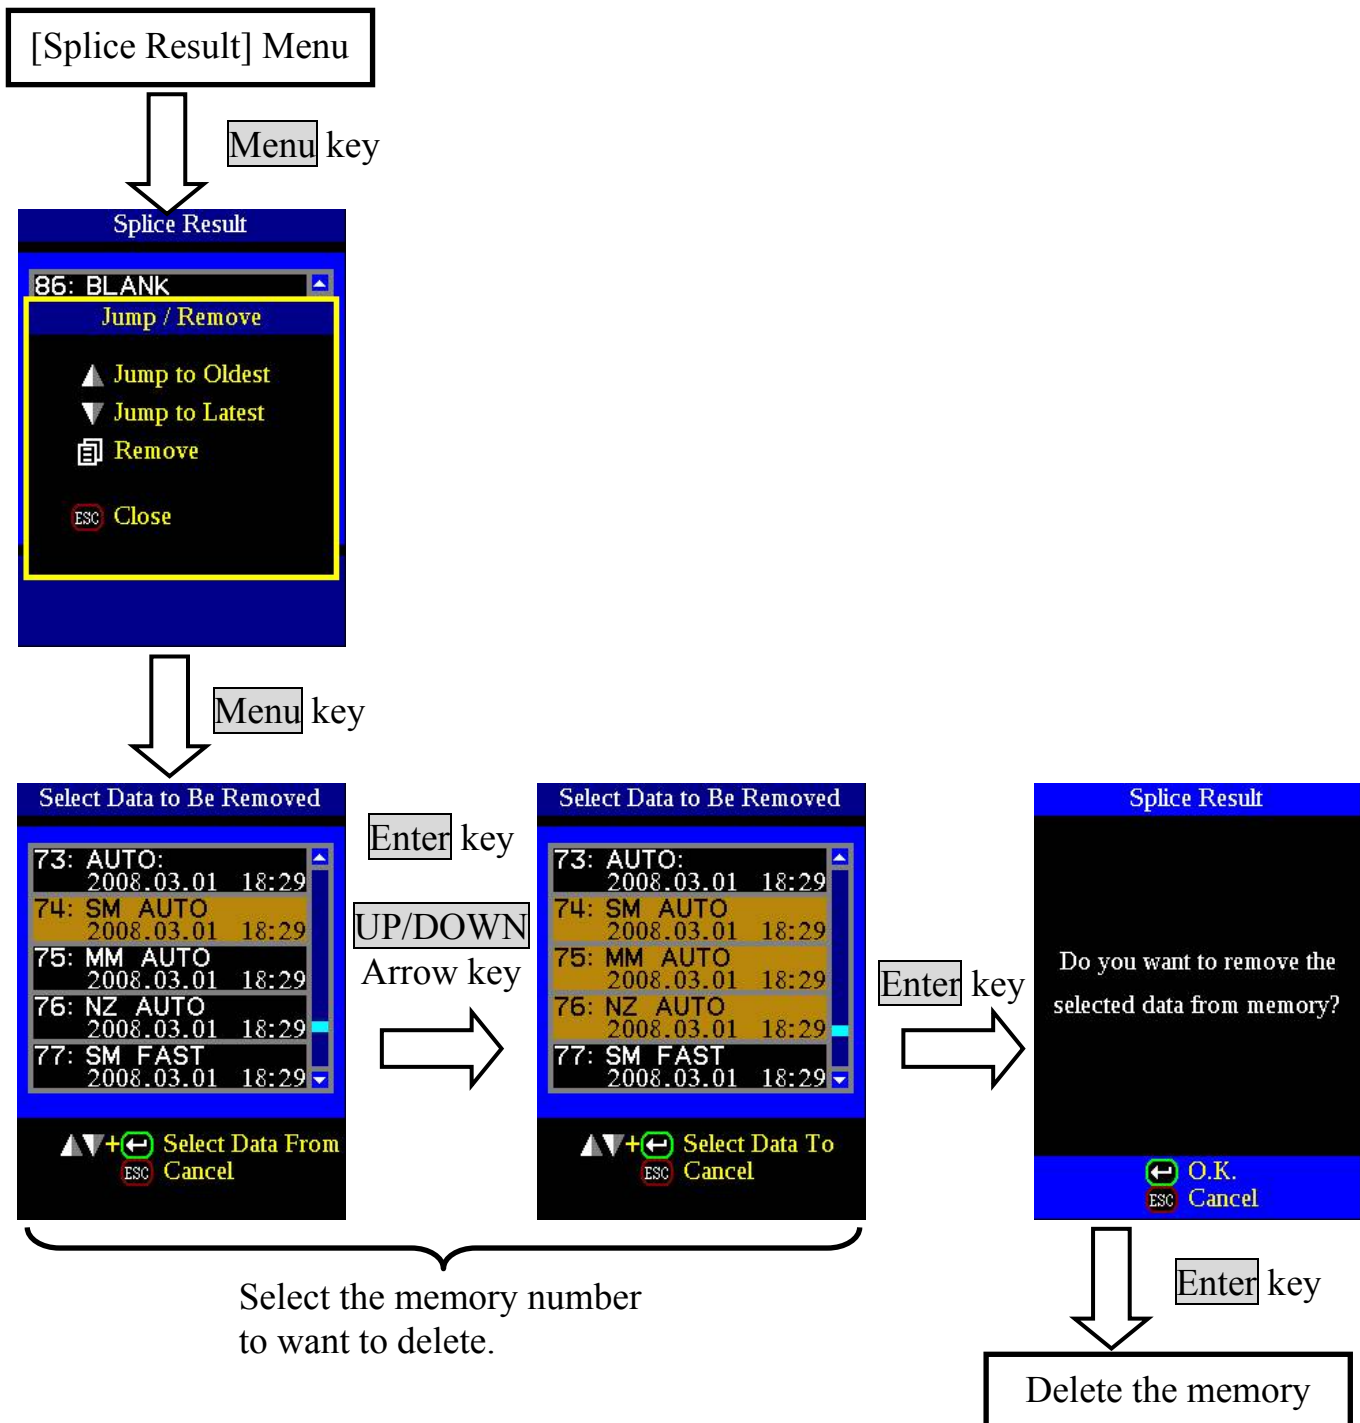 [Splice Result] Menu
Menu key
Splice Result
86: BLANK
Jump / Remove
Jump to Oldest
Jump to Latest
Remove
ESC Close
Menu key
Select Data to Be Removed
73: AUTO:
2008.03.01 18:29
74: SM AUTO
2008.03.01 18:29
75: MM AUTO
2008.03.01 18:29
76: NZ AUTO
2008.03.01 18:29
77: SM FAST
2008.03.01 18:29
+ Select Data From
ESC Cancel
Enter key
UP/DOWN
Arrow key
Select Data to Be Removed
73: AUTO:
2008.03.01 18:29
74: SM AUTO
2008.03.01 18:29
75: MM AUTO
2008.03.01 18:29
76: NZ AUTO
2008.03.01 18:29
77: SM FAST
2008.03.01 18:29
+ Select Data To
ESC Cancel
Enter key
Splice Result
Do you want to remove the
selected data from memory?
O.K.
ESC Cancel
Select the memory number
to want to delete.
Enter key
Delete the memory